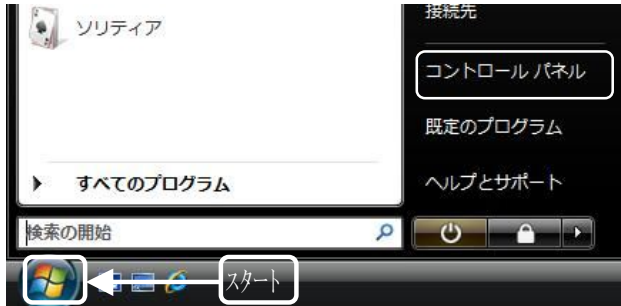 ソリティア
すべてのプログラム
検索の開始
接続先
コントロール パネル
既定のプログラム
ヘルプとサポート
スタート